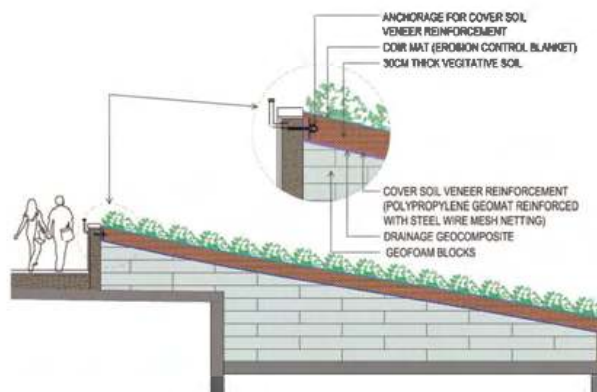 ANCHORAGE FOR COVER SOIL
VENEER REINFORCEMENT
COIR MAT (EROSION CONTROL BLANKET)
30CM THICK VEGITATIVE SOIL
COVER SOIL VENEER REINFORCEMENT
(POLYPROPYLENE GEOMAT REINFORCED
WITH STEEL WIRE MESH NETTING)
DRAINAGE GEOCOMPOSITE
GEOFOAM BLOCKS